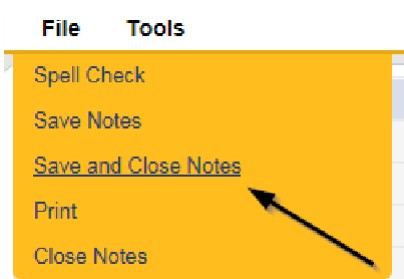 File Tools
Spell Check
Save Notes
Save and Close Notes
Print
Close Notes